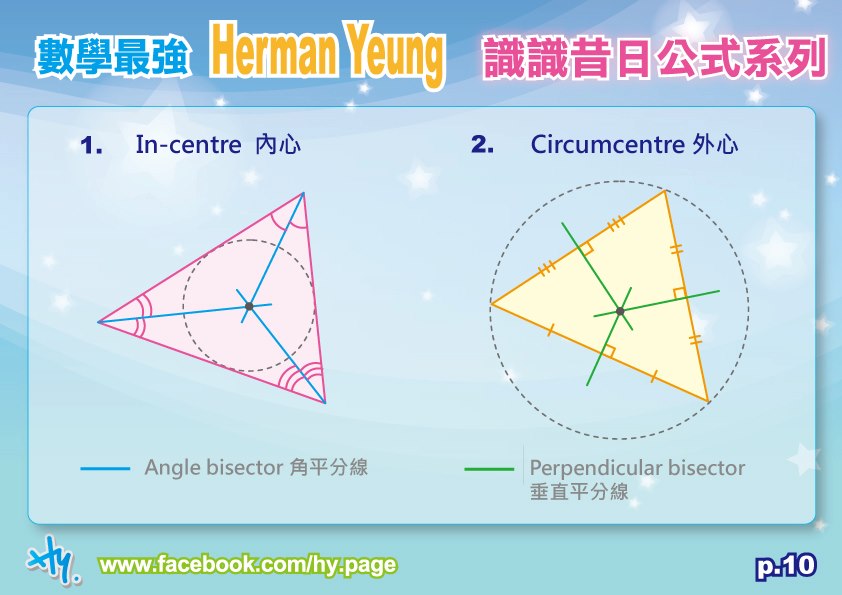 數學最強 Herman Yeung 識識昔日公式系列
1. In-centre 內心
2. Circumcentre 外心
Angle bisector 角平分線
Perpendicular bisector
垂直平分線
xty.
www.facebook.com/hy.page
p.10